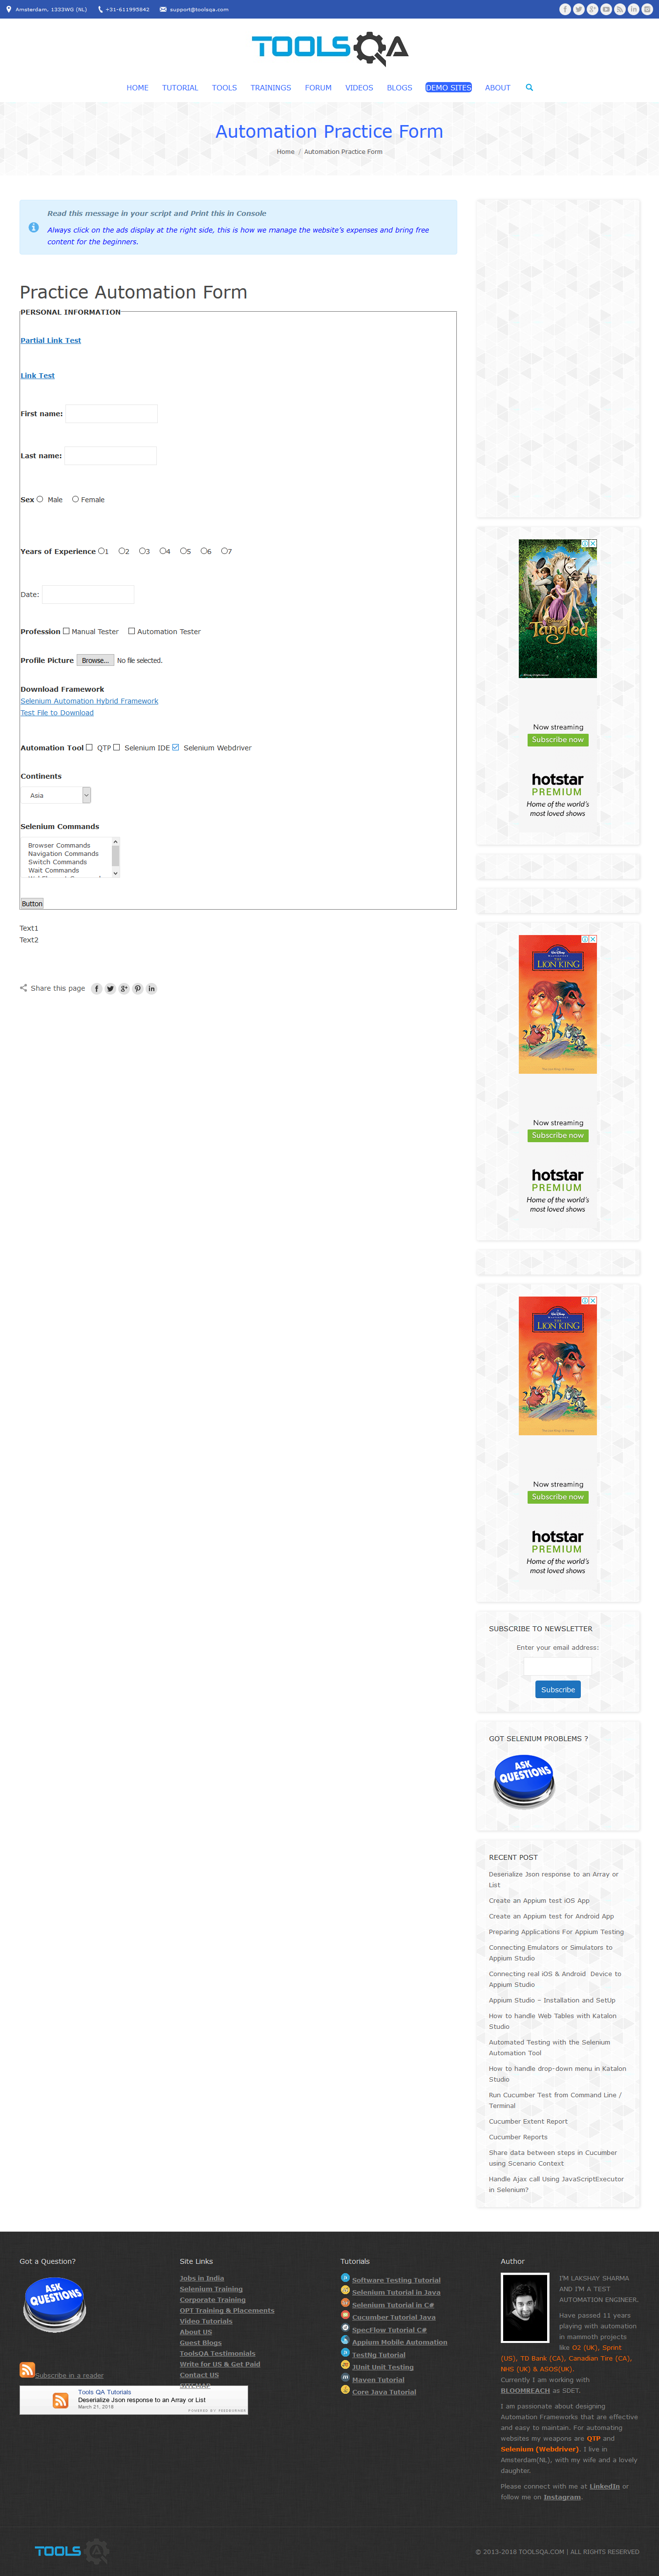 Amsterdam, 1333WG (NL) +31-611995842 support@toolsqa.com
TOOLSQA
HOME TUTORIAL TOOLS TRAININGS FORUM VIDEOS BLOGS DEMO SITES ABOUT
Automation Practice Form
Home / Automation Practice Form
Read this message in your script and Print this in Console
Always click on the ads display at the right side, this is how we manage the website's expenses and bring free
content for the beginners.
Practice Automation Form
PERSONAL INFORMATION
Partial Link Test
Link Test
First name:
Last name:
Sex Male Female
Years of Experience 1 2 3 4 5 6 7
Date:
Profession Manual Tester Automation Tester
Profile Picture Browse... No file selected.
Download Framework
Selenium Automation Hybrid Framework
Test File to Download
Automation Tool QTP Selenium IDE Selenium Webdriver
Continents
Asia
Selenium Commands
Browser Commands
Navigation Commands
Switch Commands
Wait Commands
Button
Text1
Text2
Share this page
Tangled
Now streaming
Subscribe now
hotstar
PREMIUM
Home of the world's
most loved shows
THE
LION KING
Now streaming
Subscribe now
hotstar
PREMIUM
Home of the world's
most loved shows
THE
LION KING
Now streaming
Subscribe now
hotstar
PREMIUM
Home of the world's
most loved shows
SUBSCRIBE TO NEWSLETTER
Enter your email address:
Subscribe
GOT SELENIUM PROBLEMS ?
ASK
QUESTIONS
RECENT POST
Deserialize Json response to an Array or
List
Create an Appium test iOS App
Create an Appium test for Android App
Preparing Applications For Appium Testing
Connecting Emulators or Simulators to
Appium Studio
Connecting real iOS & Android Device to
Appium Studio
Appium Studio – Installation and SetUp
How to handle Web Tables with Katalon
Studio
Automated Testing with the Selenium
Automation Tool
How to handle drop-down menu in Katalon
Studio
Run Cucumber Test from Command Line /
Terminal
Cucumber Extent Report
Cucumber Reports
Share data between steps in Cucumber
using Scenario Context
Handle Ajax call Using JavaScriptExecutor
in Selenium?
Got a Question?
ASK
QUESTIONS
Subscribe in a reader
Tools QA Tutorials
Deserialize Json response to an Array or List
March 21, 2018
POWERED BY FEEDBURNER
Site Links
Jobs in India
Selenium Training
Corporate Training
OPT Training & Placements
Video Tutorials
About US
Guest Blogs
ToolsQA Testimonials
Write for US & Get Paid
Contact US
SITEMAP
Tutorials
Software Testing Tutorial
Selenium Tutorial in Java
Selenium Tutorial in C#
Cucumber Tutorial Java
SpecFlow Tutorial C#
Appium Mobile Automation
TestNg Tutorial
JUnit Unit Testing
Maven Tutorial
Core Java Tutorial
Author
I'M LAKSHAY SHARMA
AND I'M A TEST
AUTOMATION ENGINEER.
Have passed 11 years
playing with automation
in mammoth projects
like O2 (UK), Sprint
(US), TD Bank (CA), Canadian Tire (CA),
NHS (UK) & ASOS(UK).
Currently I am working with
BLOOMREACH as SDET.
I am passionate about designing
Automation Frameworks that are effective
and easy to maintain. For automating
websites my weapons are QTP and
Selenium (Webdriver). I live in
Amsterdam(NL), with my wife and a lovely
daughter.
Please connect with me at LinkedIn or
follow me on Instagram.
TOOLSQA
© 2013-2018 TOOLSQA.COM | ALL RIGHTS RESERVED